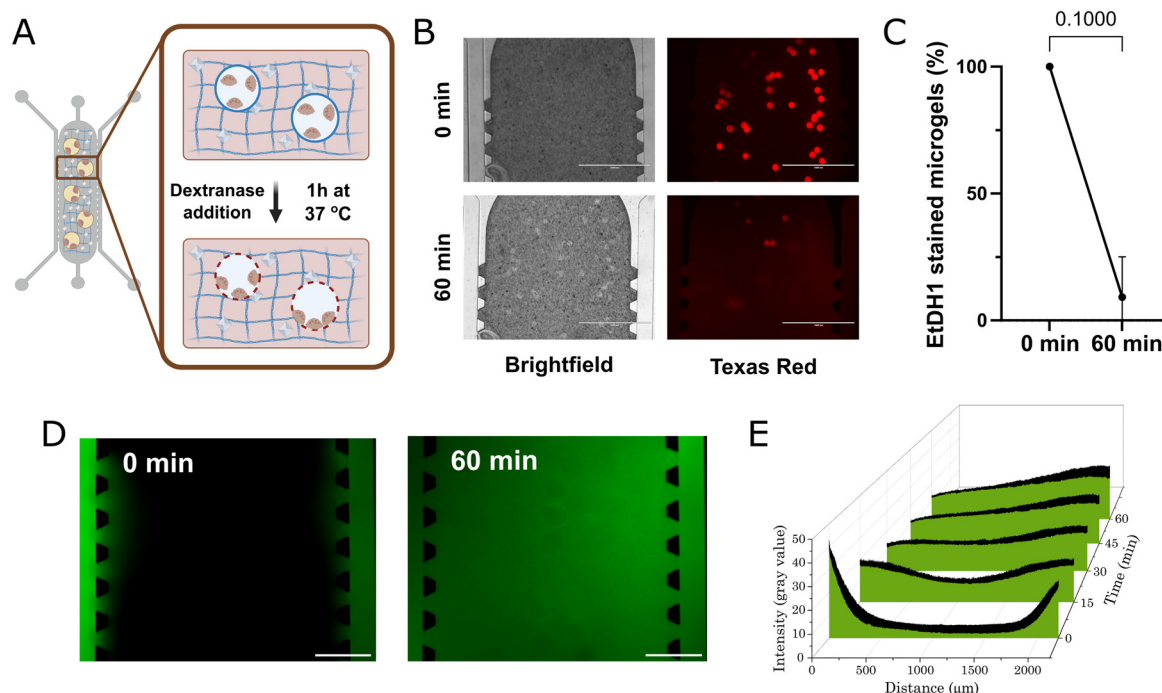 A
Dextranase
addition
1h at
37 °C
B
0 min
60 min
Brightfield
Texas Red
C
0.1000
EtDH1 stained microgels (%)
100
50
0
0 min
60 min
D
0 min
60 min
E
Intensity (gray value)
50
40
30
20
10
0
0
500
1000
1500
2000
Distance (µm)
0
15
30
45
60
Time (min)